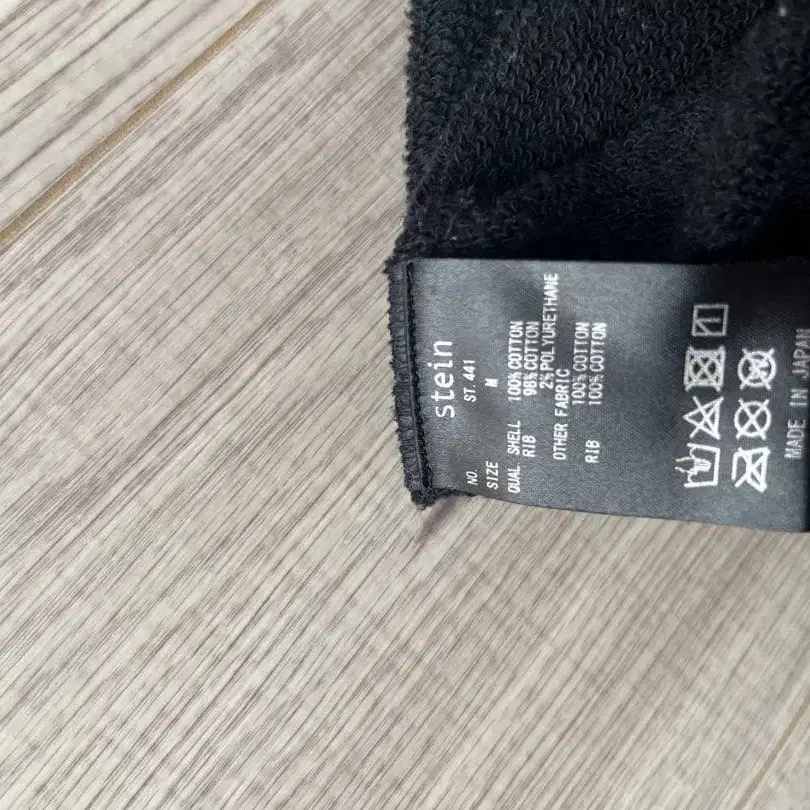 stein
NO. ST. 441
SIZE M
QUAL SHELL 100% COTTON
RIB 98% COTTON
2% POLYURETHANE
OTHER FABRIC
100% COTTON
RIB 100% COTTON
MADE IN JAPAN